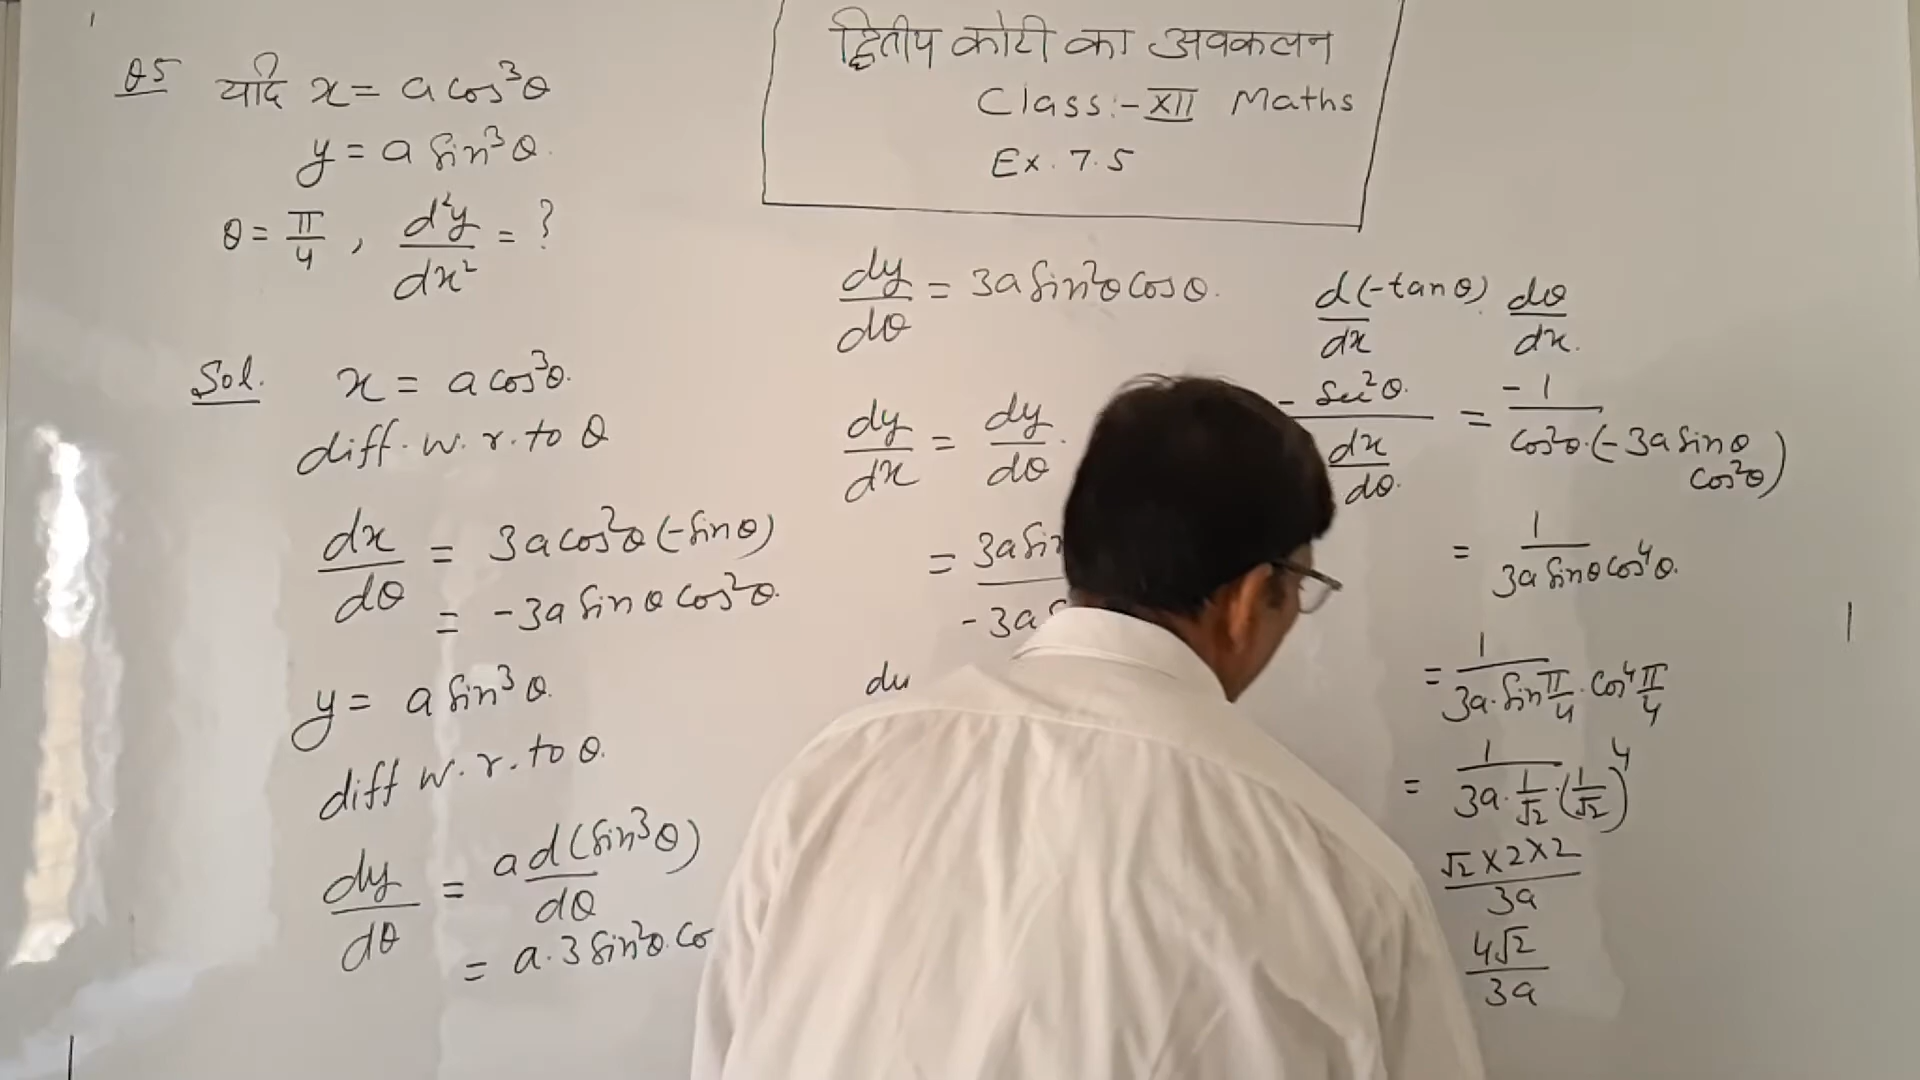 द्वितीय कोटी का अवकलन
Class:- XII Maths
Ex. 7.5
Q5 यदि x = a cos³θ
y = a sin³θ.
θ = π/4 , d²y/dx² = ?
Sol. x = a cos³θ.
diff. w. r. to θ
dx/dθ = 3a cos²θ (-sinθ)
= -3a sinθ cos²θ.
y = a sin³θ.
diff w. r. to θ.
dy/dθ = a d(sin³θ)/dθ
= a.3 sin²θ.
dy/dθ = 3a sin²θ cosθ.
dy/dx = dy/dθ .
= 3a
-3a
d(-tanθ)/dx . dθ/dx.
- sec²θ. / dx/dθ. = -1/cos²θ.(-3a sinθ cos²θ)
= 1/3a sinθ cos⁴θ.
= 1/3a. sin π/4 . cos⁴ π/4
= 1/3a. 1/√2 . (1/√2)⁴
√2 × 2 × 2/3a
4√2/3a